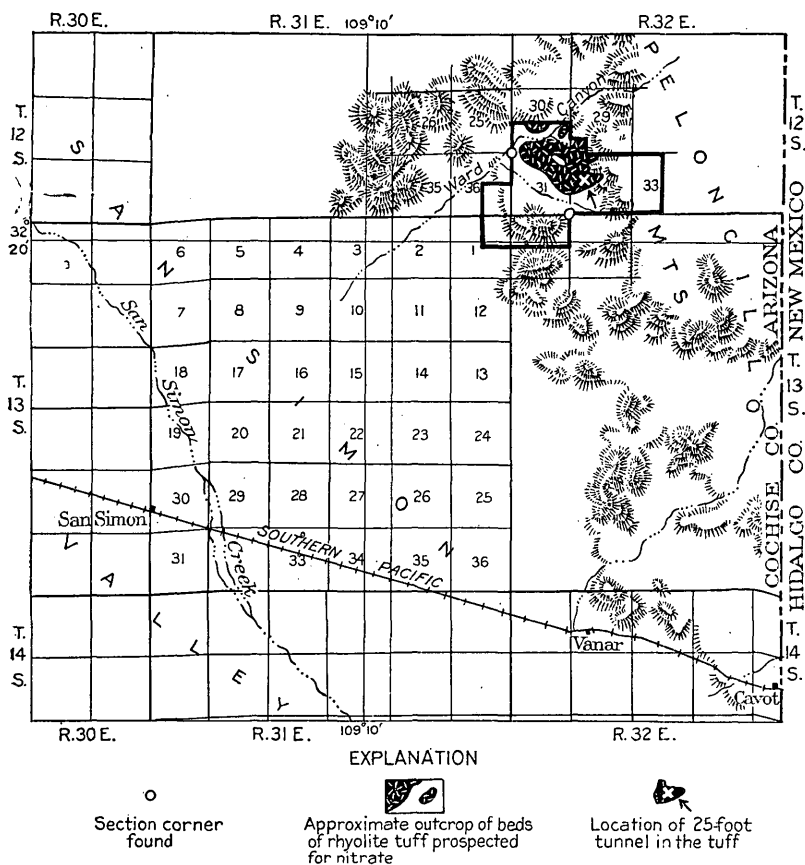 R.30 E. R. 31 E. 109°10' R.32 E.
T. 12 S.
T. 12 S.
PELONCILLO MTS
Canyon
Ward
30 29
26 25
35 36 31 33
32° 20'
SAN SIMON VALLEY
6 5 4 3 2 1
7 8 9 10 11 12
18 17 16 15 14 13
19 20 21 22 23 24
30 29 28 27 26 25
31 33 34 35 36
T. 13 S.
T. 13 S.
San Simon Creek
San Simon
SOUTHERN PACIFIC
ARIZONA
NEW MEXICO
COCHISE CO.
HIDALGO CO.
T. 14 S.
T. 14 S.
Vanar
Cavot
R.30 E. R.31 E. 109°10' R.32 E.
EXPLANATION
Section corner
found
Approximate outcrop of beds
of rhyolite tuff prospected
for nitrate
Location of 25-foot
tunnel in the tuff